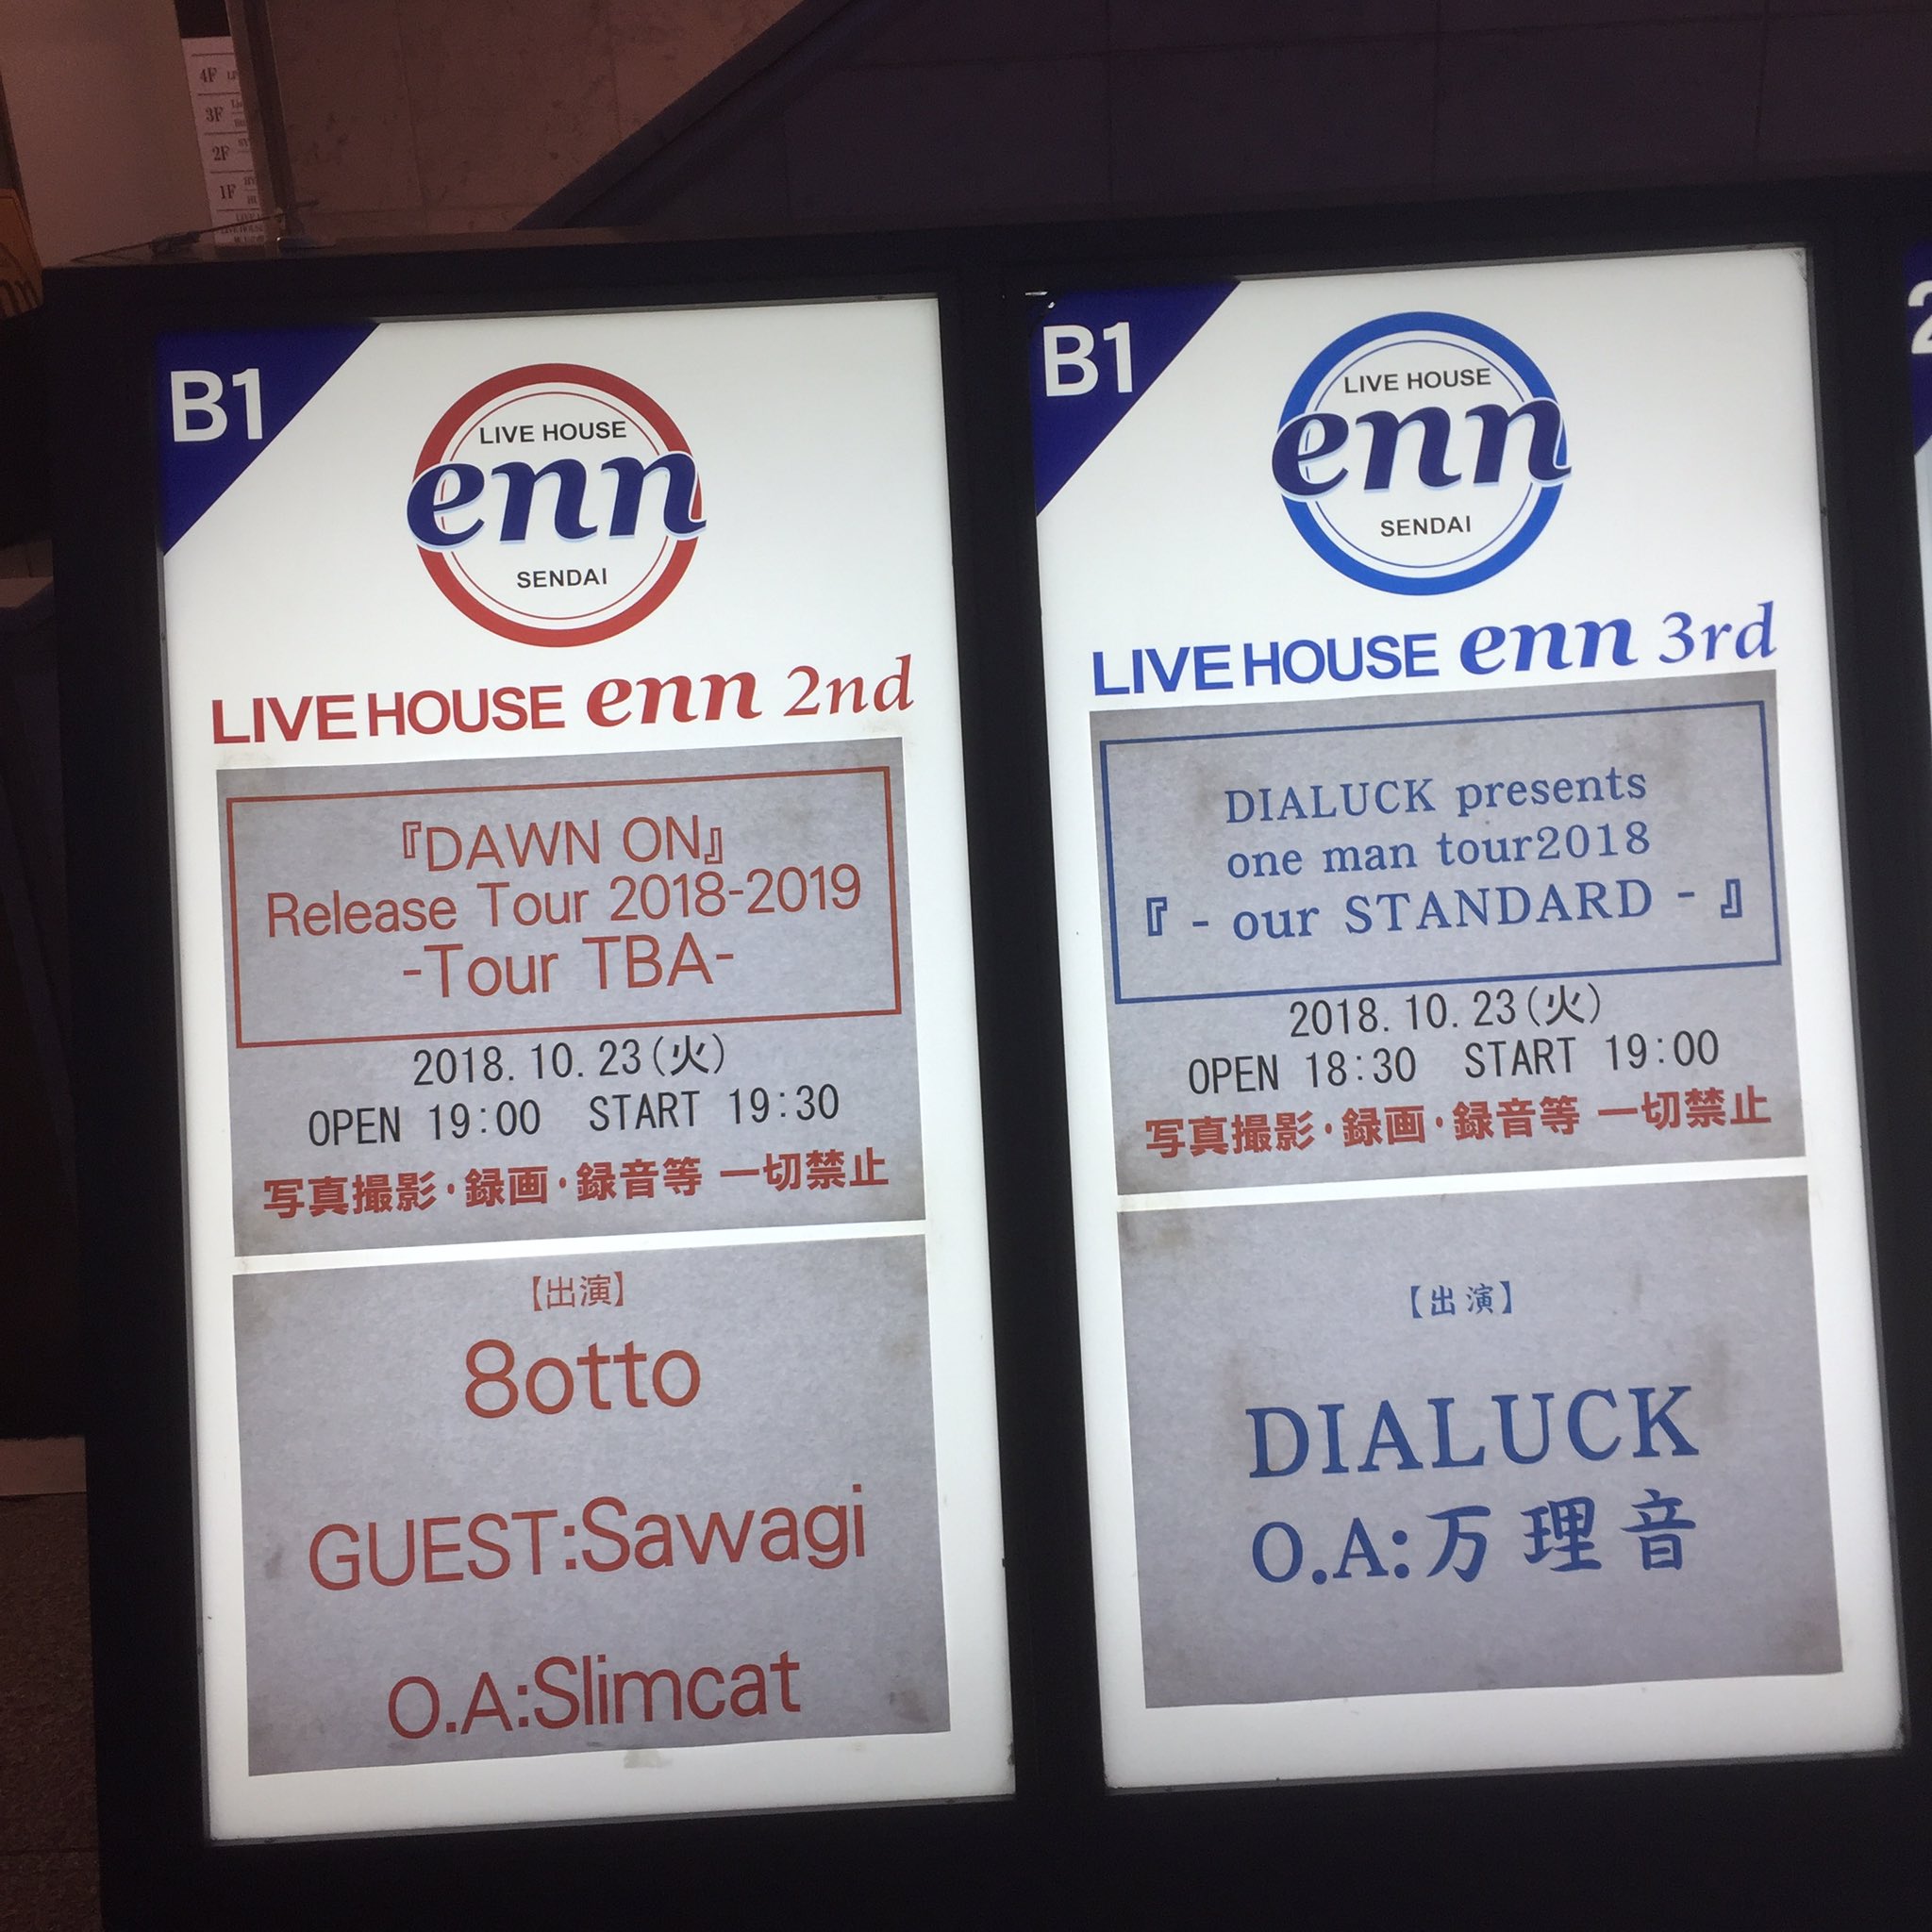 4F
3F
2F
1F
B1
LIVE HOUSE
enn
SENDAI
LIVE HOUSE enn 2nd
『DAWN ON』
Release Tour 2018-2019
-Tour TBA-
2018.10.23(火)
OPEN 19:00 START 19:30
写真撮影・録画・録音等 一切禁止
【出演】
8otto
GUEST:Sawagi
O.A:Slimcat
B1
LIVE HOUSE
enn
SENDAI
LIVE HOUSE enn 3rd
DIALUCK presents
one man tour2018
『 - our STANDARD - 』
2018.10.23(火)
OPEN 18:30 START 19:00
写真撮影・録画・録音等 一切禁止
【出演】
DIALUCK
O.A:万理音